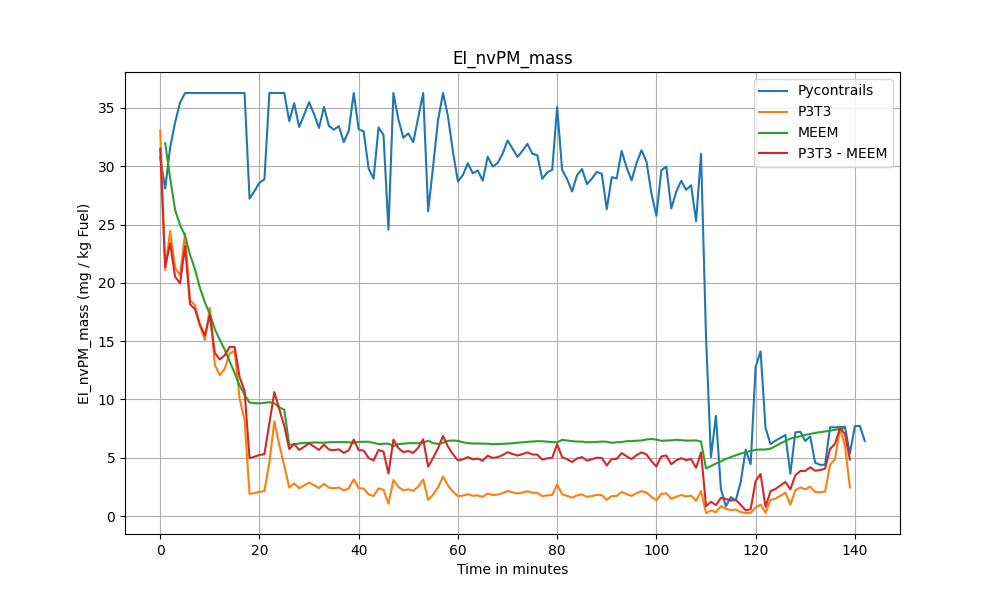 EI_nvPM_mass
Pycontrails
P3T3
MEEM
P3T3 - MEEM
EI_nvPM_mass (mg / kg Fuel)
35
30
25
20
15
10
5
0
0 20 40 60 80 100 120 140
Time in minutes